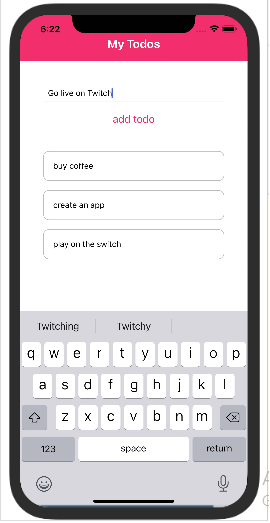 6:22
My Todos
Go live on Twitch
add todo
buy coffee
create an app
play on the switch
Twitching Twitchy
q w e r t y u i o p
a s d f g h j k l
z x c v b n m
123 space return